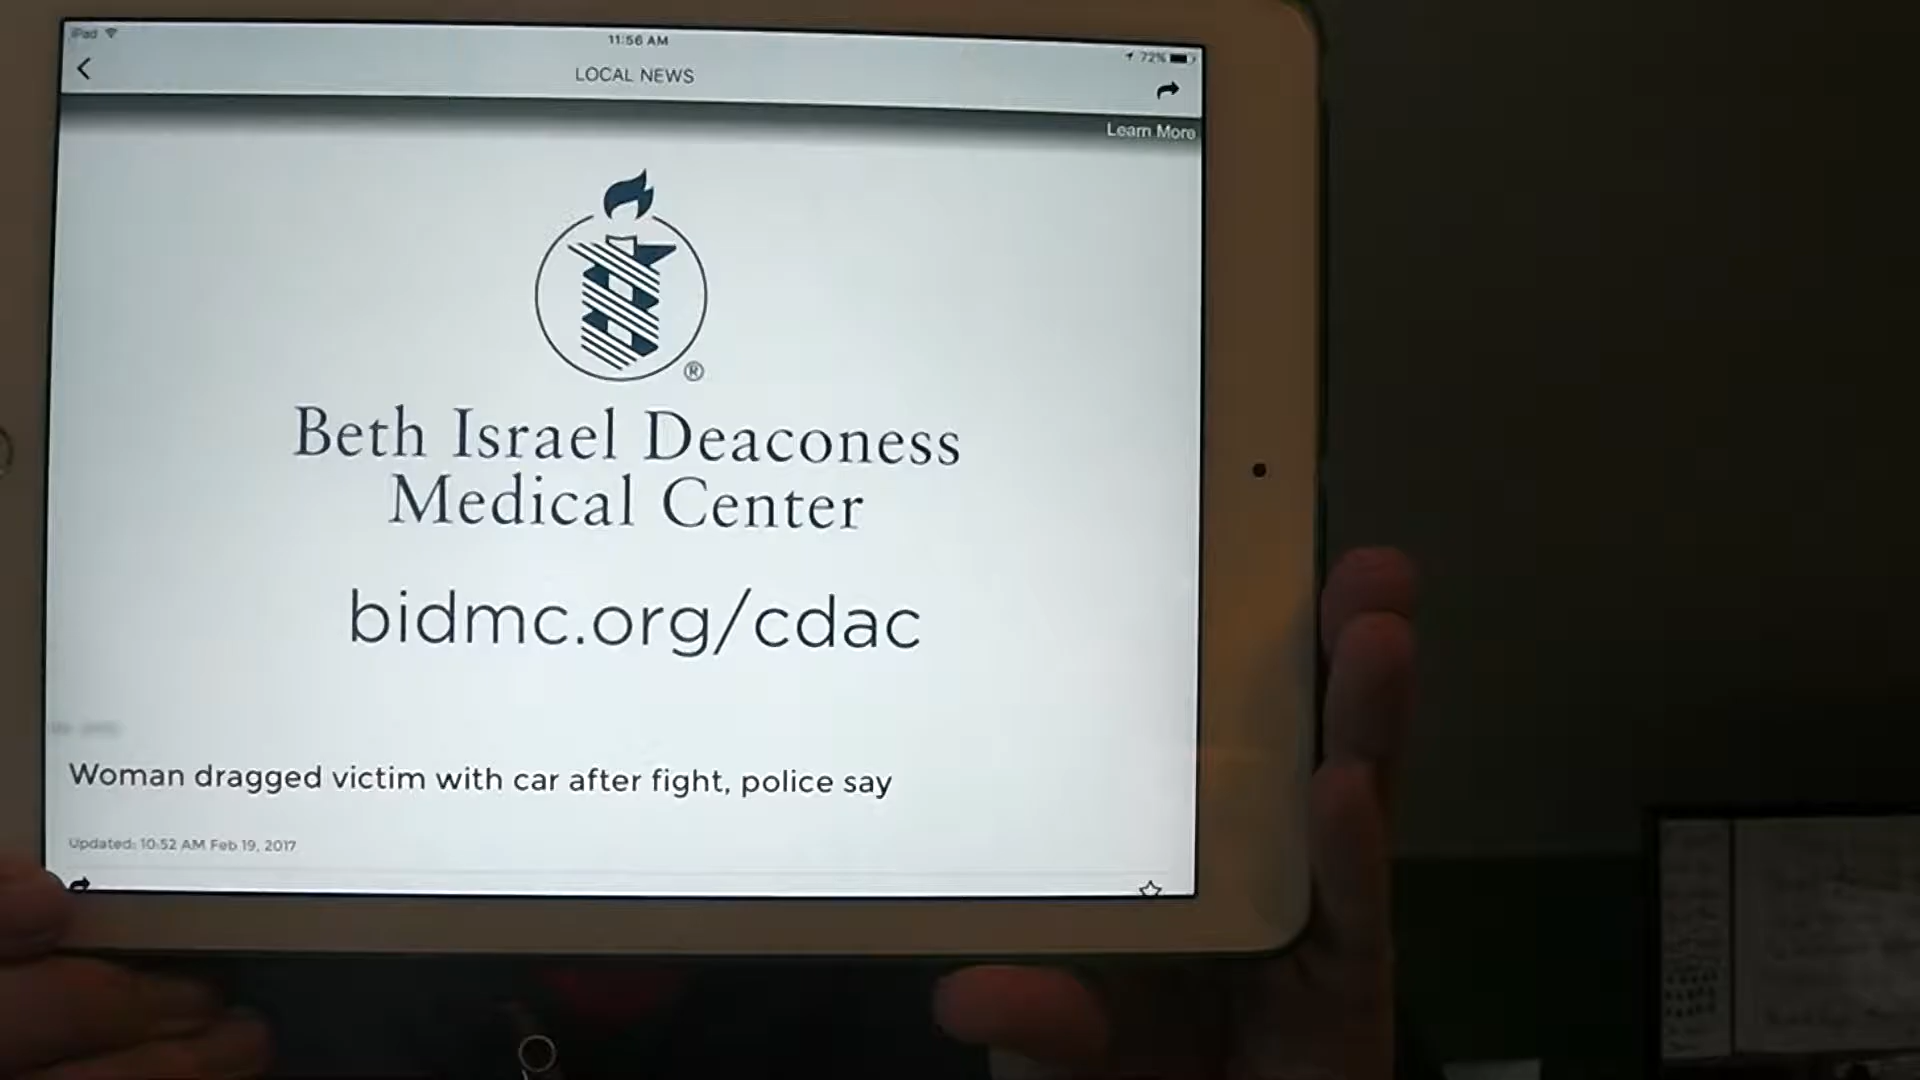 iPad
11:56 AM
72%
LOCAL NEWS
Learn More
®
Beth Israel Deaconess
Medical Center
bidmc.org/cdac
Woman dragged victim with car after fight, police say
Updated: 10:52 AM Feb 19, 2017